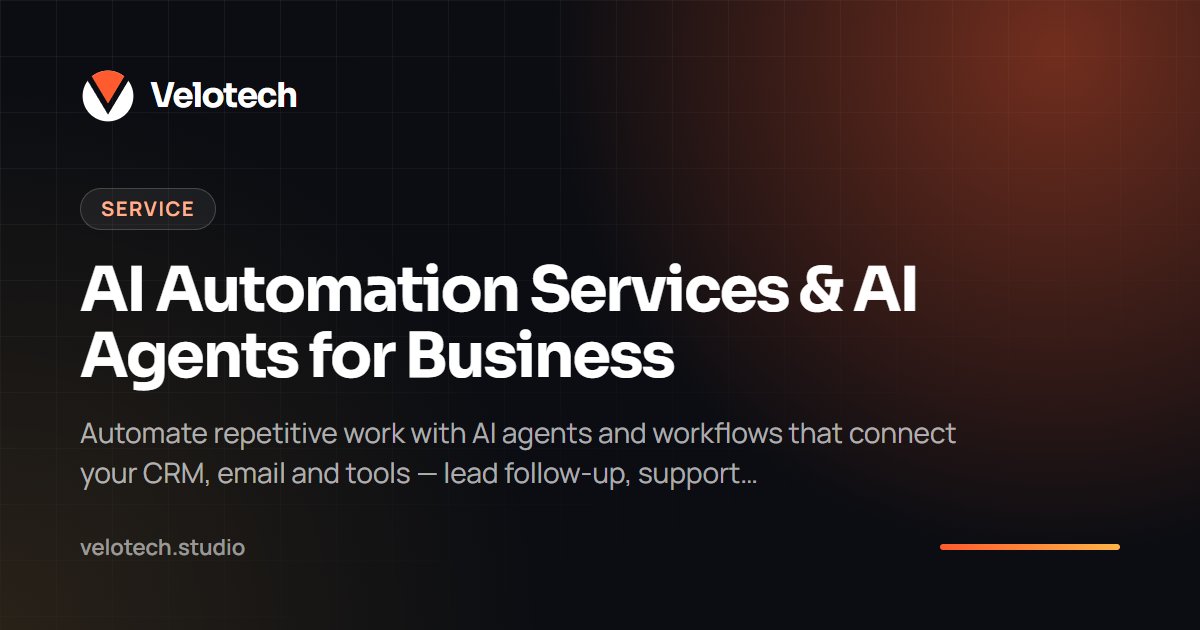 Velotech
SERVICE
AI Automation Services & AI
Agents for Business
Automate repetitive work with AI agents and workflows that connect
your CRM, email and tools — lead follow-up, support…
velotech.studio